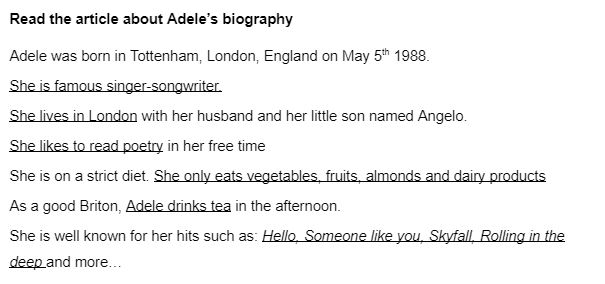 Read the article about Adele’s biography
Adele was born in Tottenham, London, England on May 5th 1988.
She is famous singer-songwriter.
She lives in London with her husband and her little son named Angelo.
She likes to read poetry in her free time
She is on a strict diet. She only eats vegetables, fruits, almonds and dairy products
As a good Briton, Adele drinks tea in the afternoon.
She is well known for her hits such as: Hello, Someone like you, Skyfall, Rolling in the
deep and more…